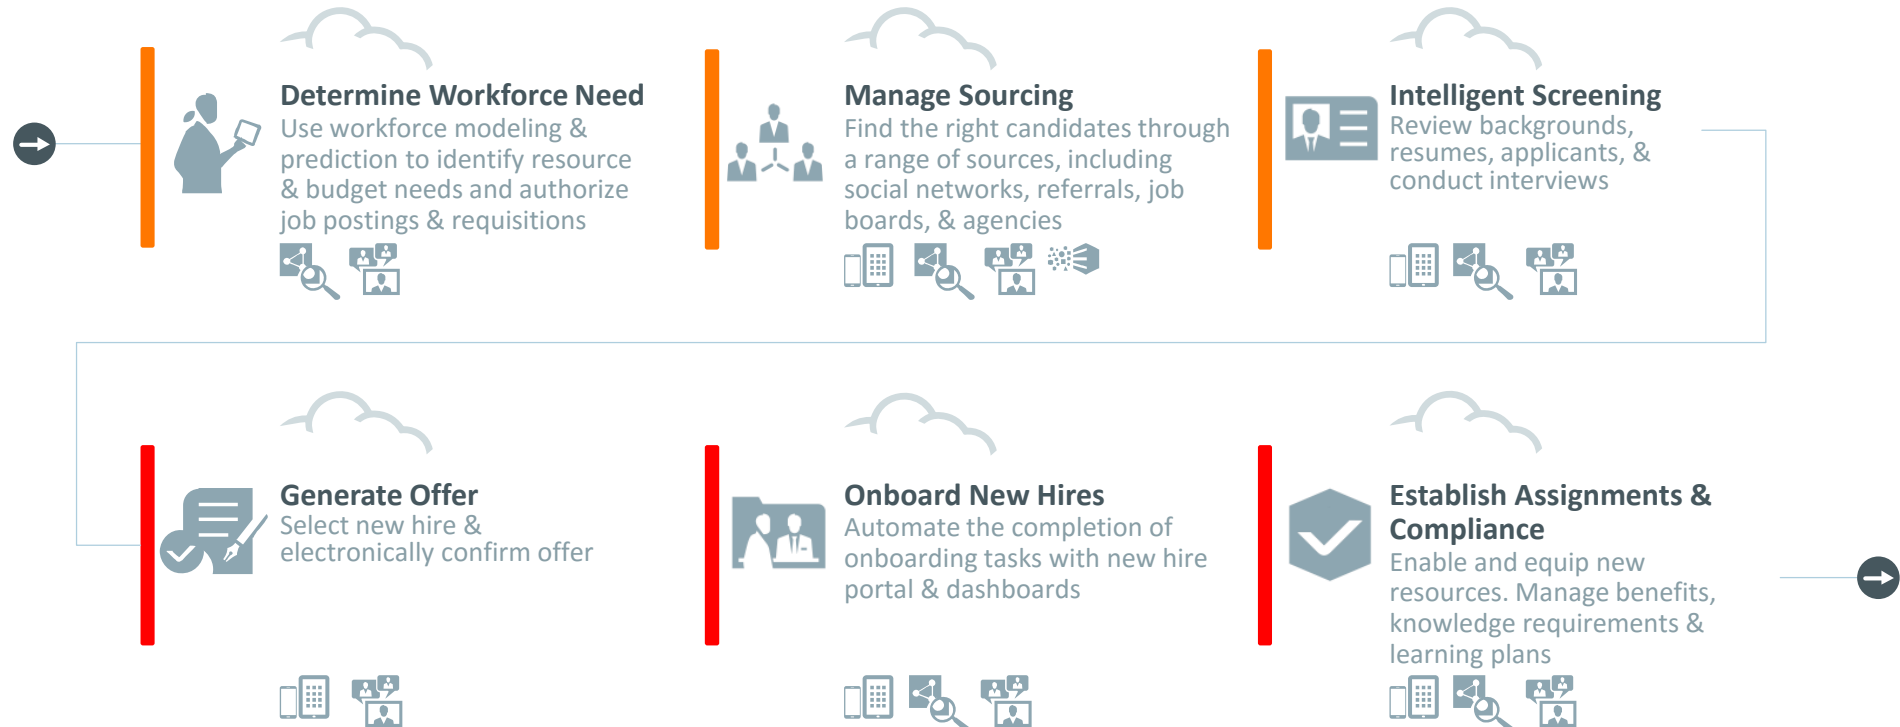 Determine Workforce Need
Use workforce modeling &
prediction to identify resource
& budget needs and authorize
job postings & requisitions
Manage Sourcing
Find the right candidates through
a range of sources, including
social networks, referrals, job
boards, & agencies
Intelligent Screening
Review backgrounds,
resumes, applicants, &
conduct interviews
Generate Offer
Select new hire &
electronically confirm offer
Onboard New Hires
Automate the completion of
onboarding tasks with new hire
portal & dashboards
Establish Assignments &
Compliance
Enable and equip new
resources. Manage benefits,
knowledge requirements &
learning plans